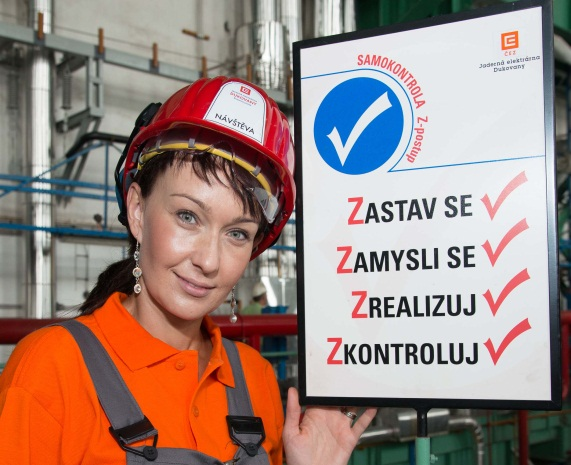 NÁVŠTĚVA
SAMOKONTROLA
Z-postup
ČEZ
Jaderná elektrárna
Dukovany
ZASTAV SE
ZAMYSLI SE
ZREALIZUJ
ZKONTROLUJ